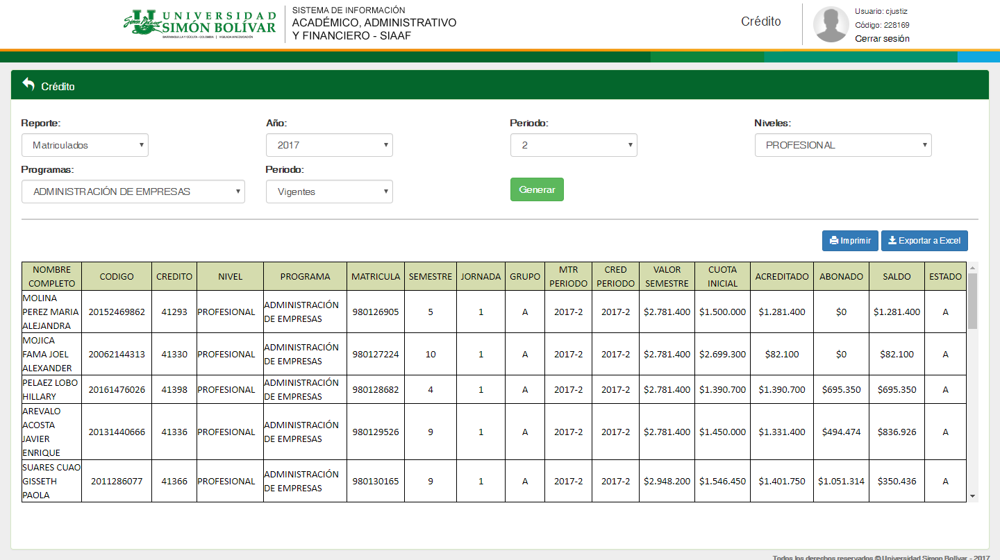 UNIVERSIDAD
SIMÓN BOLÍVAR
BARRANQUILLA Y CÚCUTA - COLOMBIA | VIGILADA MINEDUCACIÓN
SISTEMA DE INFORMACIÓN
ACADÉMICO, ADMINISTRATIVO
Y FINANCIERO - SIAAF
Crédito
Usuario: cjustiz
Código: 228169
Cerrar sesión
Crédito
Reporte: Año: Periodo: Niveles:
Matriculados 2017 2 PROFESIONAL
Programas: Periodo:
ADMINISTRACIÓN DE EMPRESAS Vigentes Generar
Imprimir Exportar a Excel
NOMBRE COMPLETO CODIGO CREDITO NIVEL PROGRAMA MATRICULA SEMESTRE JORNADA GRUPO MTR PERIODO CRED PERIODO VALOR SEMESTRE CUOTA INICIAL ACREDITADO ABONADO SALDO ESTADO
MOLINA PEREZ MARIA ALEJANDRA 20152469862 41293 PROFESIONAL ADMINISTRACIÓN DE EMPRESAS 980126905 5 1 A 2017-2 2017-2 $2.781.400 $1.500.000 $1.281.400 $0 $1.281.400 A
MOJICA FAMA JOEL ALEXANDER 20062144313 41330 PROFESIONAL ADMINISTRACIÓN DE EMPRESAS 980127224 10 1 A 2017-2 2017-2 $2.781.400 $2.699.300 $82.100 $0 $82.100 A
PELAEZ LOBO HILLARY 20161476026 41398 PROFESIONAL ADMINISTRACIÓN DE EMPRESAS 980128682 4 1 A 2017-2 2017-2 $2.781.400 $1.390.700 $1.390.700 $695.350 $695.350 A
AREVALO ACOSTA JAVIER ENRIQUE 20131440666 41336 PROFESIONAL ADMINISTRACIÓN DE EMPRESAS 980129526 9 1 A 2017-2 2017-2 $2.781.400 $1.450.000 $1.331.400 $494.474 $836.926 A
SUARES CUAO GISSETH PAOLA 2011286077 41366 PROFESIONAL ADMINISTRACIÓN DE EMPRESAS 980130165 9 1 A 2017-2 2017-2 $2.948.200 $1.546.450 $1.401.750 $1.051.314 $350.436 A
Todos los derechos reservados © Universidad Simon Bolívar - 2017